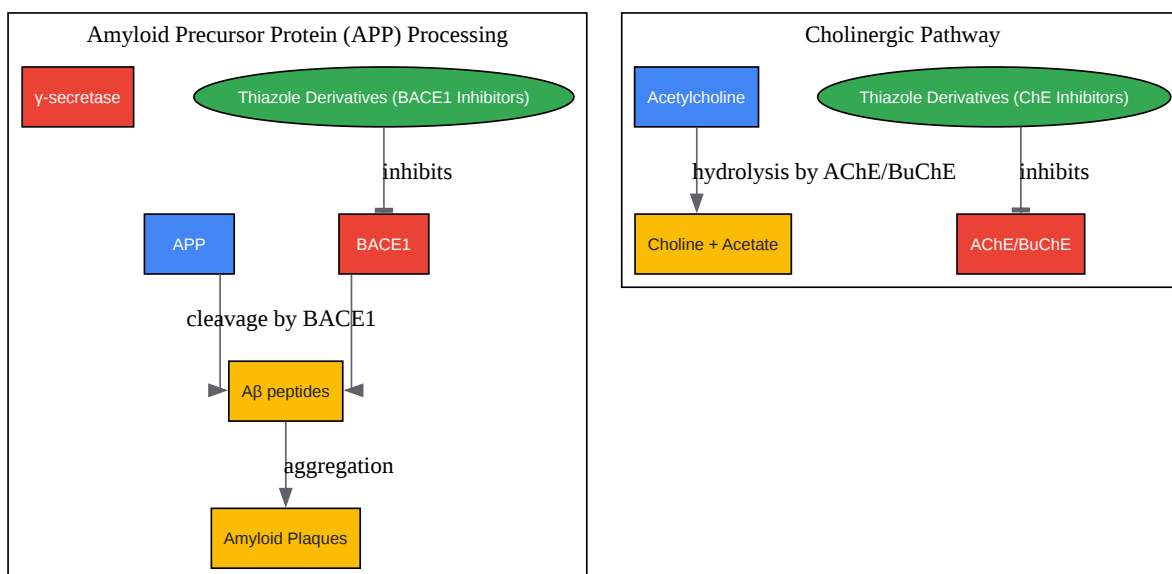 Amyloid Precursor Protein (APP) Processing
γ-secretase
Thiazole Derivatives (BACE1 Inhibitors)
inhibits
APP
BACE1
cleavage by BACE1
Aβ peptides
aggregation
Amyloid Plaques
Cholinergic Pathway
Acetylcholine
Thiazole Derivatives (ChE Inhibitors)
hydrolysis by AChE/BuChE
inhibits
Choline + Acetate
AChE/BuChE